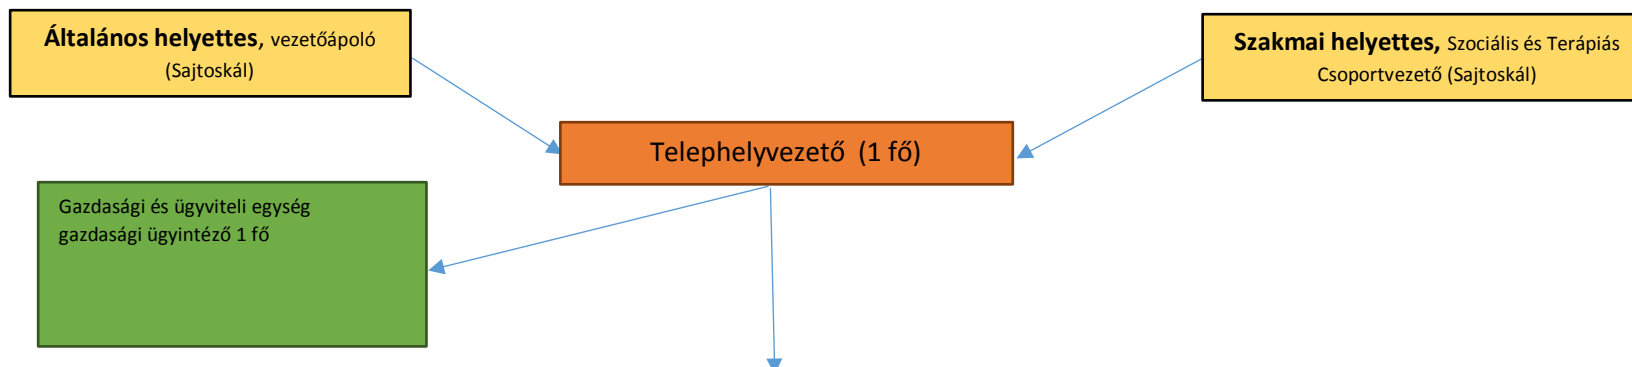 Általános helyettes, vezetőápoló
(Sajtoskál)
Szakmai helyettes, Szociális és Terápiás
Csoportvezető (Sajtoskál)
Telephelyvezető (1 fő)
Gazdasági és ügyviteli egység
gazdasági ügyintéző 1 fő